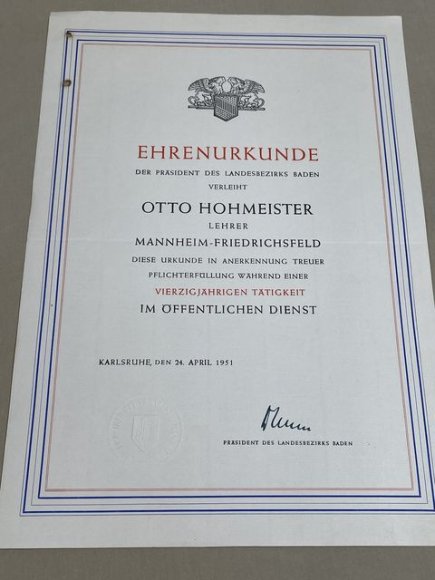 EHRENURKUNDE
DER PRÄSIDENT DES LANDESBEZIRKS BADEN
VERLEIHT
OTTO HOHMEISTER
LEHRER
MANNHEIM-FRIEDRICHSFELD
DIESE URKUNDE IN ANERKENNUNG TREUER
PFLICHTERFÜLLUNG WÄHREND EINER
VIERZIGJÄHRIGEN TÄTIGKEIT
IM ÖFFENTLICHEN DIENST
KARLSRUHE, DEN 24. APRIL 1951
PRÄSIDENT DES LANDESBEZIRKS BADEN